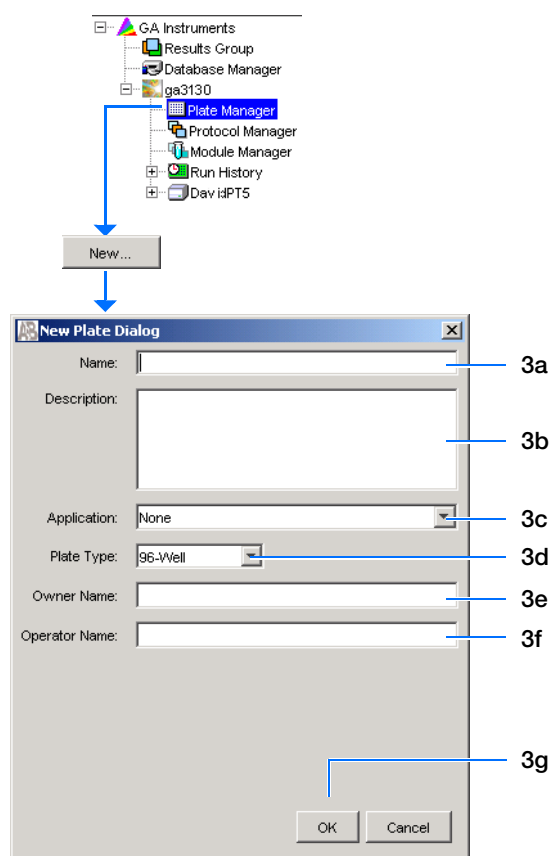 GA Instruments
Results Group
Database Manager
ga3130
Plate Manager
Protocol Manager
Module Manager
Run History
DavidPT5
New...
New Plate Dialog
Name: 3a
Description: 3b
Application: None 3c
Plate Type: 96-Well 3d
Owner Name: 3e
Operator Name: 3f
3g
OK Cancel